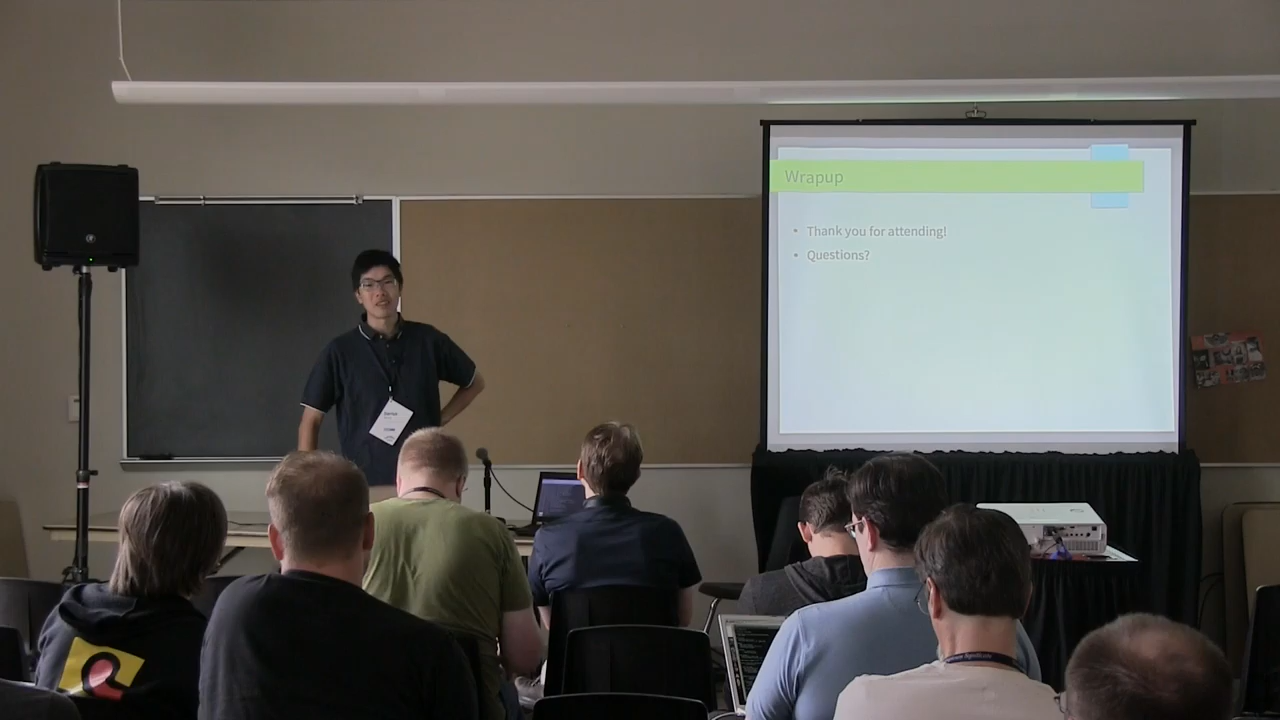 Wrapup
• Thank you for attending!
• Questions?